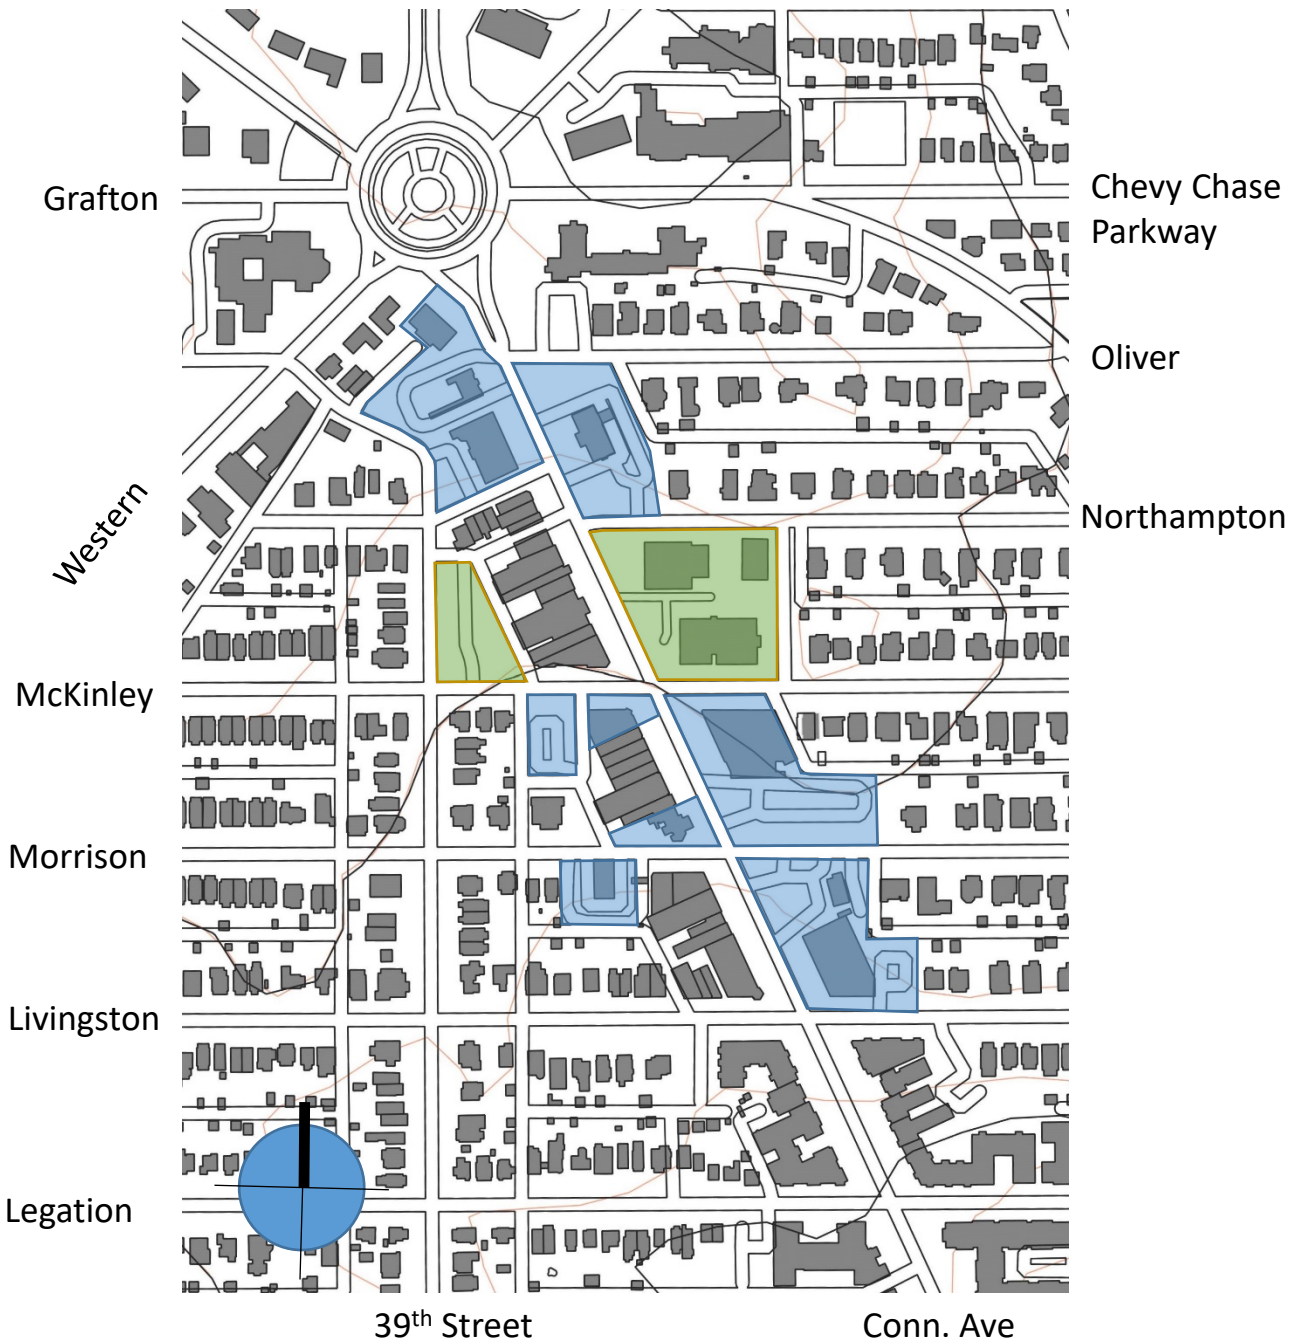 Grafton
Chevy Chase
Parkway
Oliver
Western
Northampton
McKinley
Morrison
Livingston
Legation
39th Street
Conn. Ave